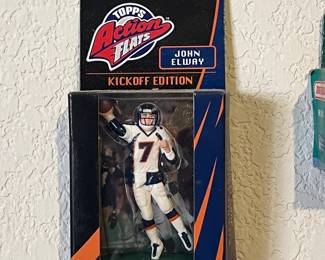 TOPPS
Action
FLATS
JOHN
ELWAY
KICKOFF EDITION
7